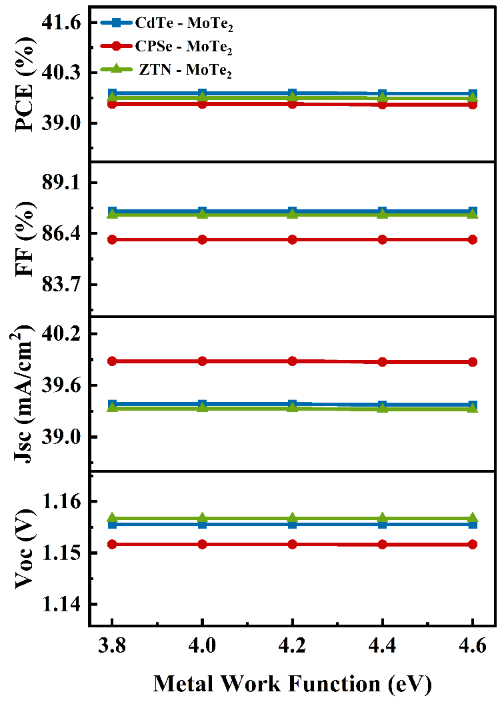 CdTe - MoTe₂
CPSe - MoTe₂
ZTN - MoTe₂
PCE (%)
41.6
40.3
39.0
FF (%)
89.1
86.4
83.7
Jsc (mA/cm²)
40.2
39.6
39.0
Voc (V)
1.16
1.15
1.14
3.8 4.0 4.2 4.4 4.6
Metal Work Function (eV)